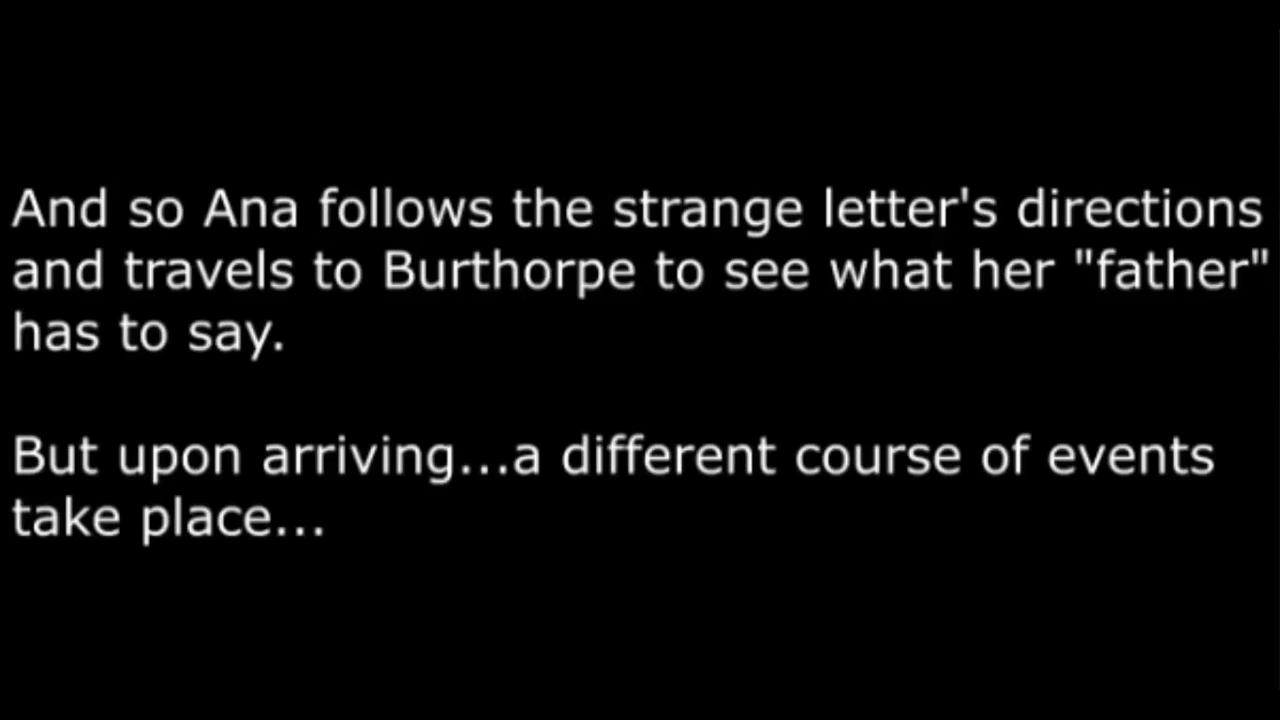 And so Ana follows the strange letter's directions
and travels to Burthorpe to see what her "father"
has to say.
But upon arriving...a different course of events
take place...